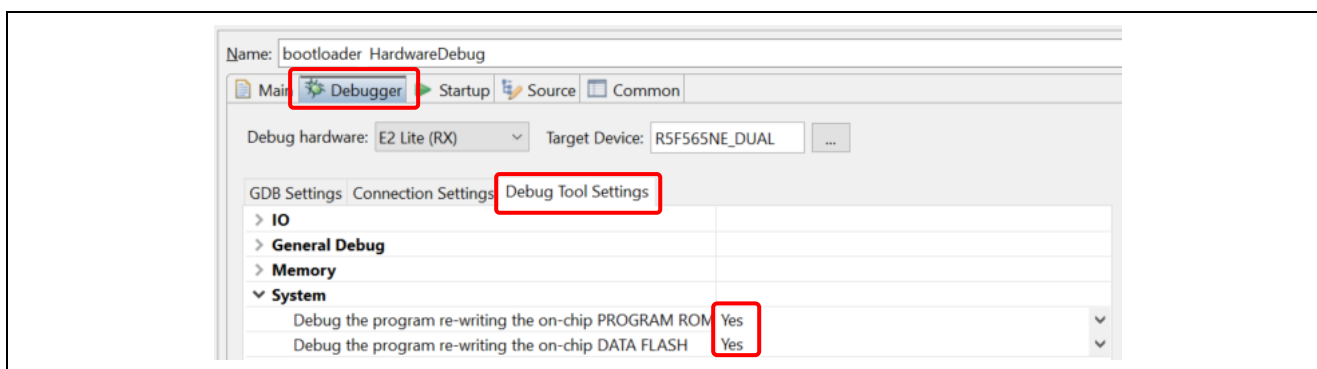 Name: bootloader HardwareDebug
Main Debugger Startup Source Common
Debug hardware: E2 Lite (RX) Target Device: R5F565NE_DUAL ...
GDB Settings Connection Settings Debug Tool Settings
> IO
> General Debug
> Memory
System
Debug the program re-writing the on-chip PROGRAM ROM Yes
Debug the program re-writing the on-chip DATA FLASH Yes